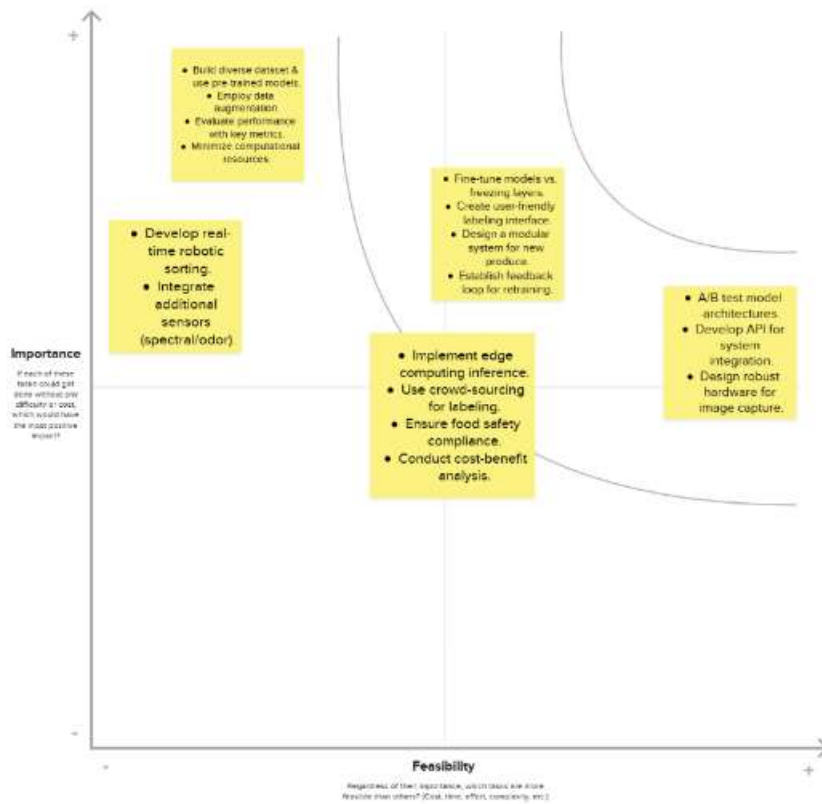 +
• Build diverse dataset &
use pre trained models.
• Employ data
augmentation
• Evaluate performance
with key metrics.
• Minimize computational
resources
• Fine-tune models vs.
freezing layers.
• Create user-friendly
labeling interface.
• Design a modular
system for new
produce.
• Establish feedback
loop for retraining.
• Develop real-
time robotic
sorting.
• Integrate
additional
sensors
(spectral/odor)
• A/B test model
architectures.
• Develop API for
system
integration.
• Design robust
hardware for
image capture.
• Implement edge
computing inference.
• Use crowd-sourcing
for labeling.
• Ensure food safety
compliance.
• Conduct cost-benefit
analysis.
Importance
If each of these
tasks could get
done without any
difficulty or cost,
which would have
the most positive
impact?
-
-
Feasibility
+
Regardless of their importance, which tasks are more
feasible than others? (Cost, time, effort, complexity, etc.)